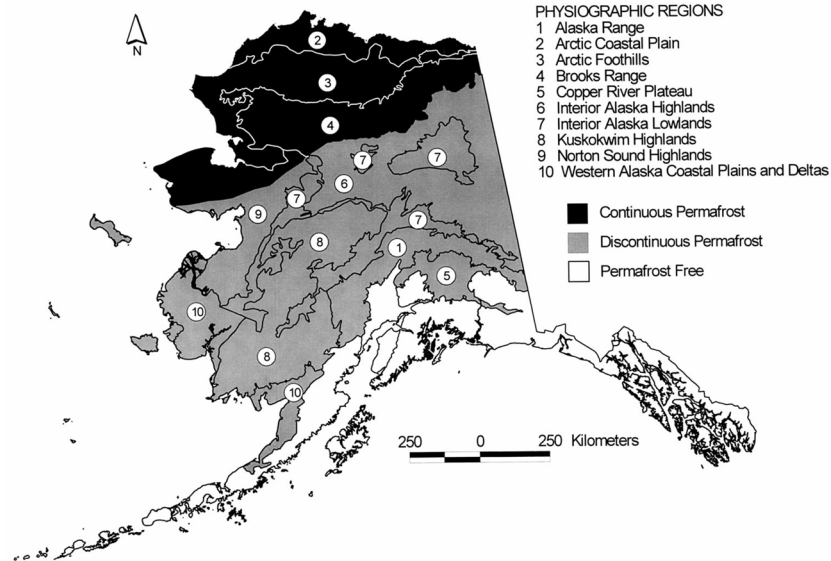 N
PHYSIOGRAPHIC REGIONS
1 Alaska Range
2 Arctic Coastal Plain
3 Arctic Foothills
4 Brooks Range
5 Copper River Plateau
6 Interior Alaska Highlands
7 Interior Alaska Lowlands
8 Kuskokwim Highlands
9 Norton Sound Highlands
10 Western Alaska Coastal Plains and Deltas
Continuous Permafrost
Discontinuous Permafrost
Permafrost Free
2
3
4
7
7
6
7
9
7
8
1
5
10
8
10
250 0 250 Kilometers